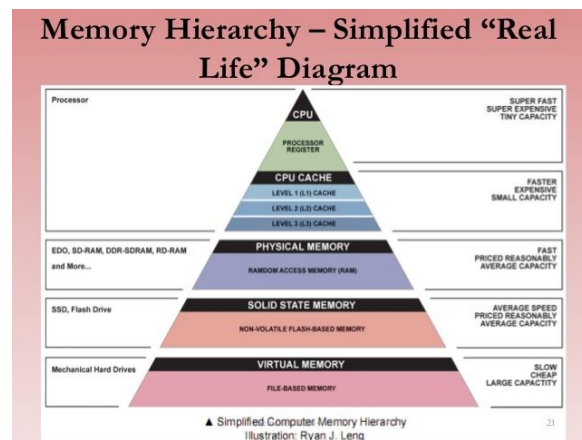 Memory Hierarchy – Simplified “Real
Life” Diagram
Processor
CPU
PROCESSOR
REGISTER
SUPER FAST
SUPER EXPENSIVE
TINY CAPACITY
CPU CACHE
LEVEL 1 (L1) CACHE
LEVEL 2 (L2) CACHE
LEVEL 3 (L3) CACHE
FASTER
EXPENSIVE
SMALL CAPACITY
EDO, SD-RAM, DDR-SDRAM, RD-RAM
and More...
PHYSICAL MEMORY
RAMDOM ACCESS MEMORY (RAM)
FAST
PRICED REASONABLY
AVERAGE CAPACITY
SSD, Flash Drive
SOLID STATE MEMORY
NON-VOLATILE FLASH-BASED MEMORY
AVERAGE SPEED
PRICED REASONABLY
AVERAGE CAPACITY
Mechanical Hard Drives
VIRTUAL MEMORY
FILE-BASED MEMORY
SLOW
CHEAP
LARGE CAPACTITY
▲ Simplified Computer Memory Hierarchy
Illustration: Ryan J. Leng
21